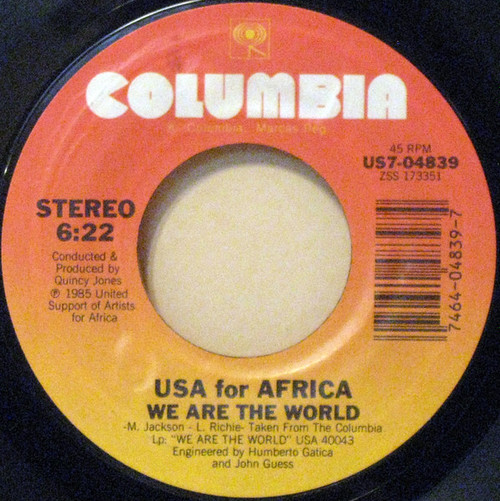 COLUMBIA
® Columbia, Marcas Reg.
45 RPM
US7-04839
ZSS 173351
STEREO
6:22
Conducted &
Produced by
Quincy Jones
℗ 1985 United
Support of Artists
for Africa
7464-04839-7
USA for AFRICA
WE ARE THE WORLD
-M. Jackson - L. Richie- Taken From The Columbia
Lp: "WE ARE THE WORLD" USA 40043
Engineered by Humberto Gatica
and John Guess